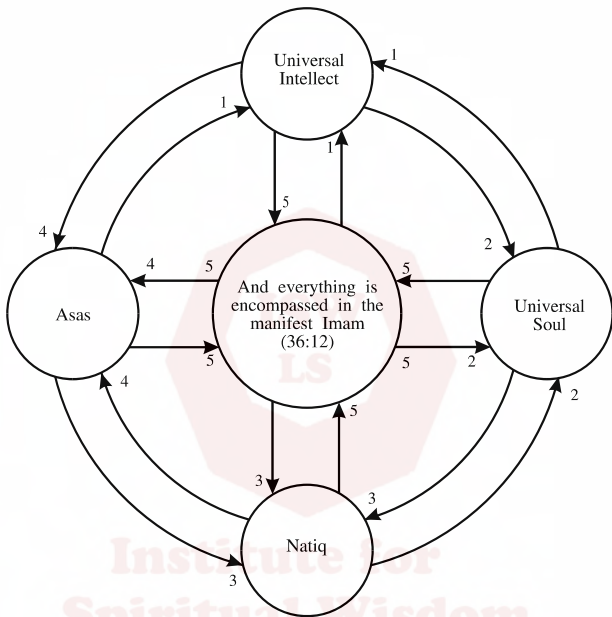 Universal
Intellect
1
1
1
5
4
2
4
5
5
Asas
And everything is
encompassed in the
manifest Imam
(36:12)
Universal
Soul
5
5
2
LS
4
2
5
3
3
Natiq
3
Institute for
Spiritual Wisdom